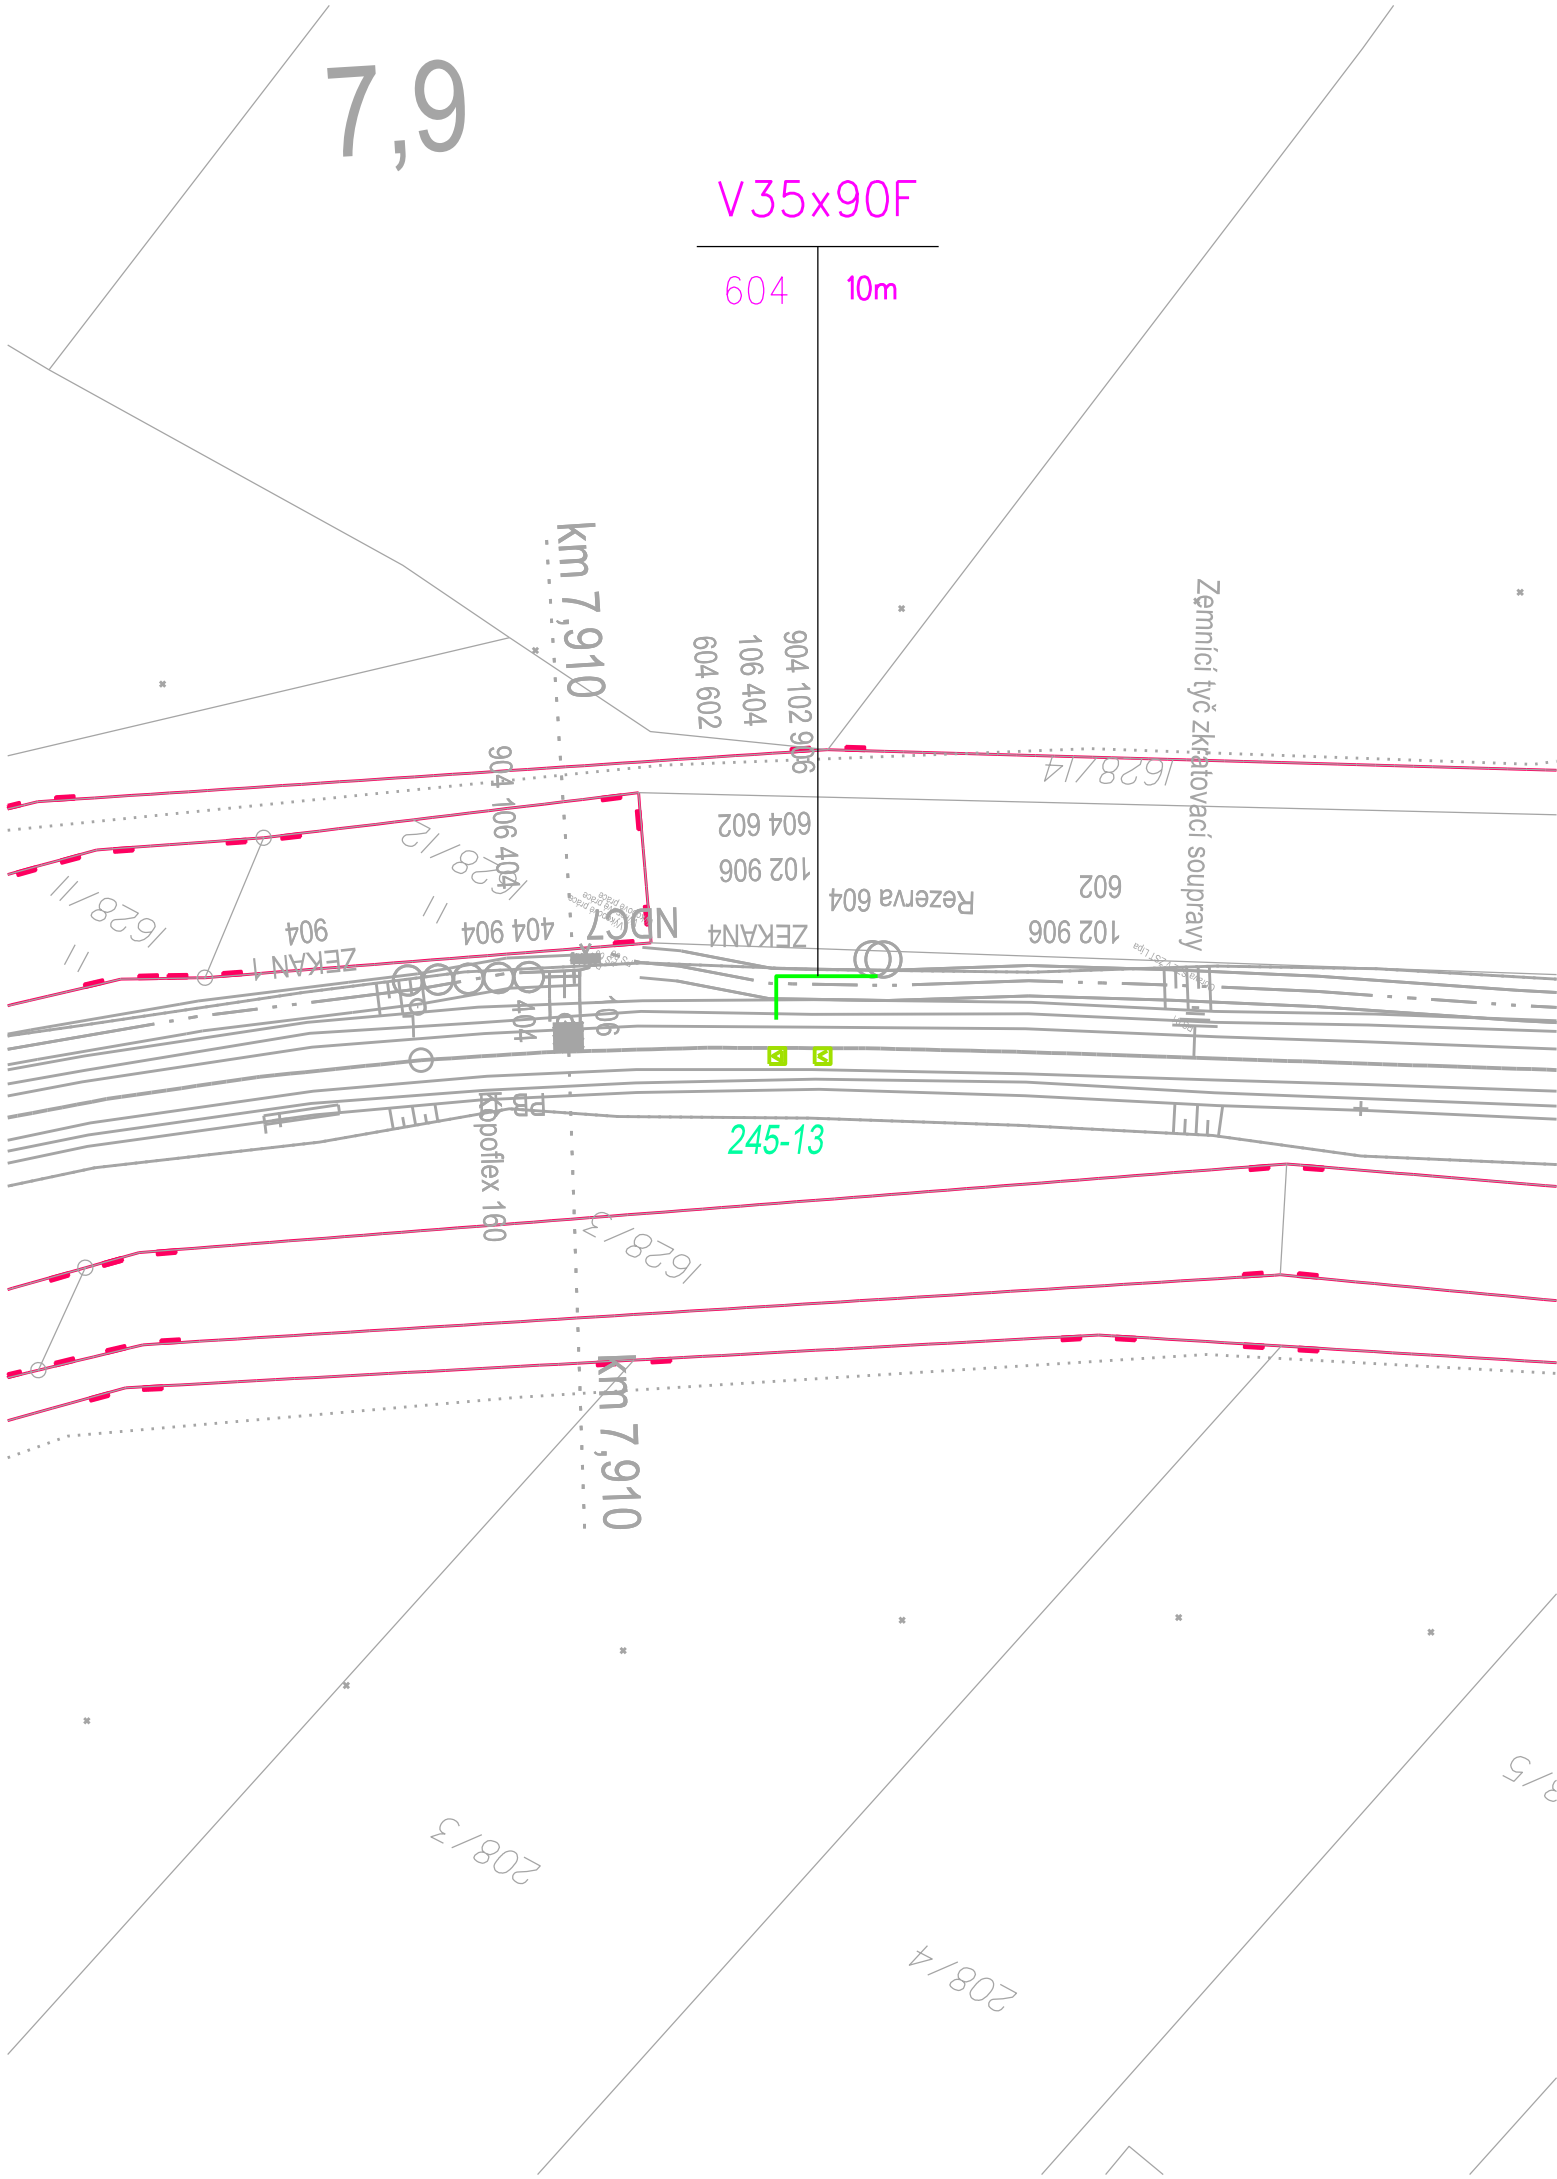 7,9
V35x90F
604
10m
km 7,910
604 602
106 404
904 102 906
Zemnící tyč zkratovací soupravy
904 106 404
1628/14
604 602
102 906
1628/12
1628/11
Rezerva 604
602
102 906
NDC7
ZEKAN4
404 904
904
ZEKAN 1
404
106
PB
Kopoflex 160
245-13
1628/3
km 7,910
208/3
208/4